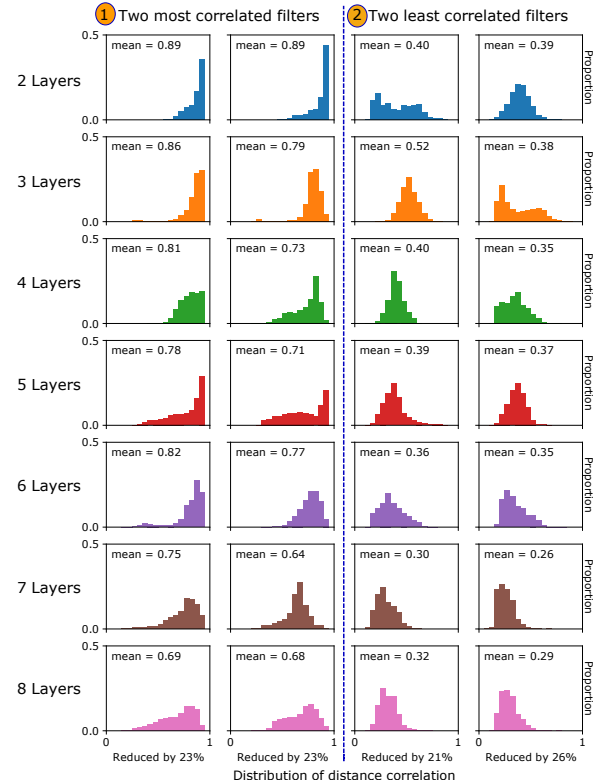 1 Two most correlated filters 2 Two least correlated filters
0.5 mean = 0.89 mean = 0.89 mean = 0.40 mean = 0.39 Proportion
2 Layers
0.0
0.5 mean = 0.86 mean = 0.79 mean = 0.52 mean = 0.38 Proportion
3 Layers
0.0
0.5 mean = 0.81 mean = 0.73 mean = 0.40 mean = 0.35 Proportion
4 Layers
0.0
0.5 mean = 0.78 mean = 0.71 mean = 0.39 mean = 0.37 Proportion
5 Layers
0.0
0.5 mean = 0.82 mean = 0.77 mean = 0.36 mean = 0.35 Proportion
6 Layers
0.0
0.5 mean = 0.75 mean = 0.64 mean = 0.30 mean = 0.26 Proportion
7 Layers
0.0
0.5 mean = 0.69 mean = 0.68 mean = 0.32 mean = 0.29 Proportion
8 Layers
0.0
0 1 0 1 0 1 0 1
Reduced by 23% Reduced by 23% Reduced by 21% Reduced by 26%
Distribution of distance correlation